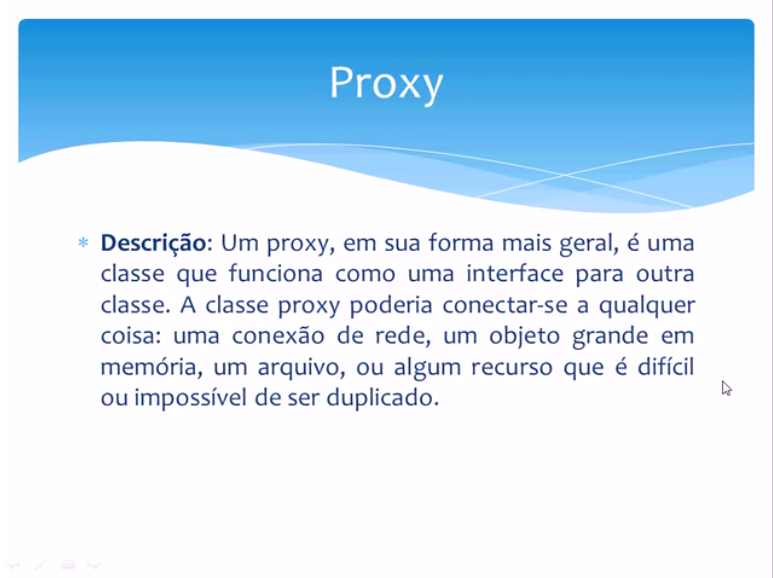 Proxy
* Descrição: Um proxy, em sua forma mais geral, é uma
classe que funciona como uma interface para outra
classe. A classe proxy poderia conectar-se a qualquer
coisa: uma conexão de rede, um objeto grande em
memória, um arquivo, ou algum recurso que é difícil
ou impossível de ser duplicado.